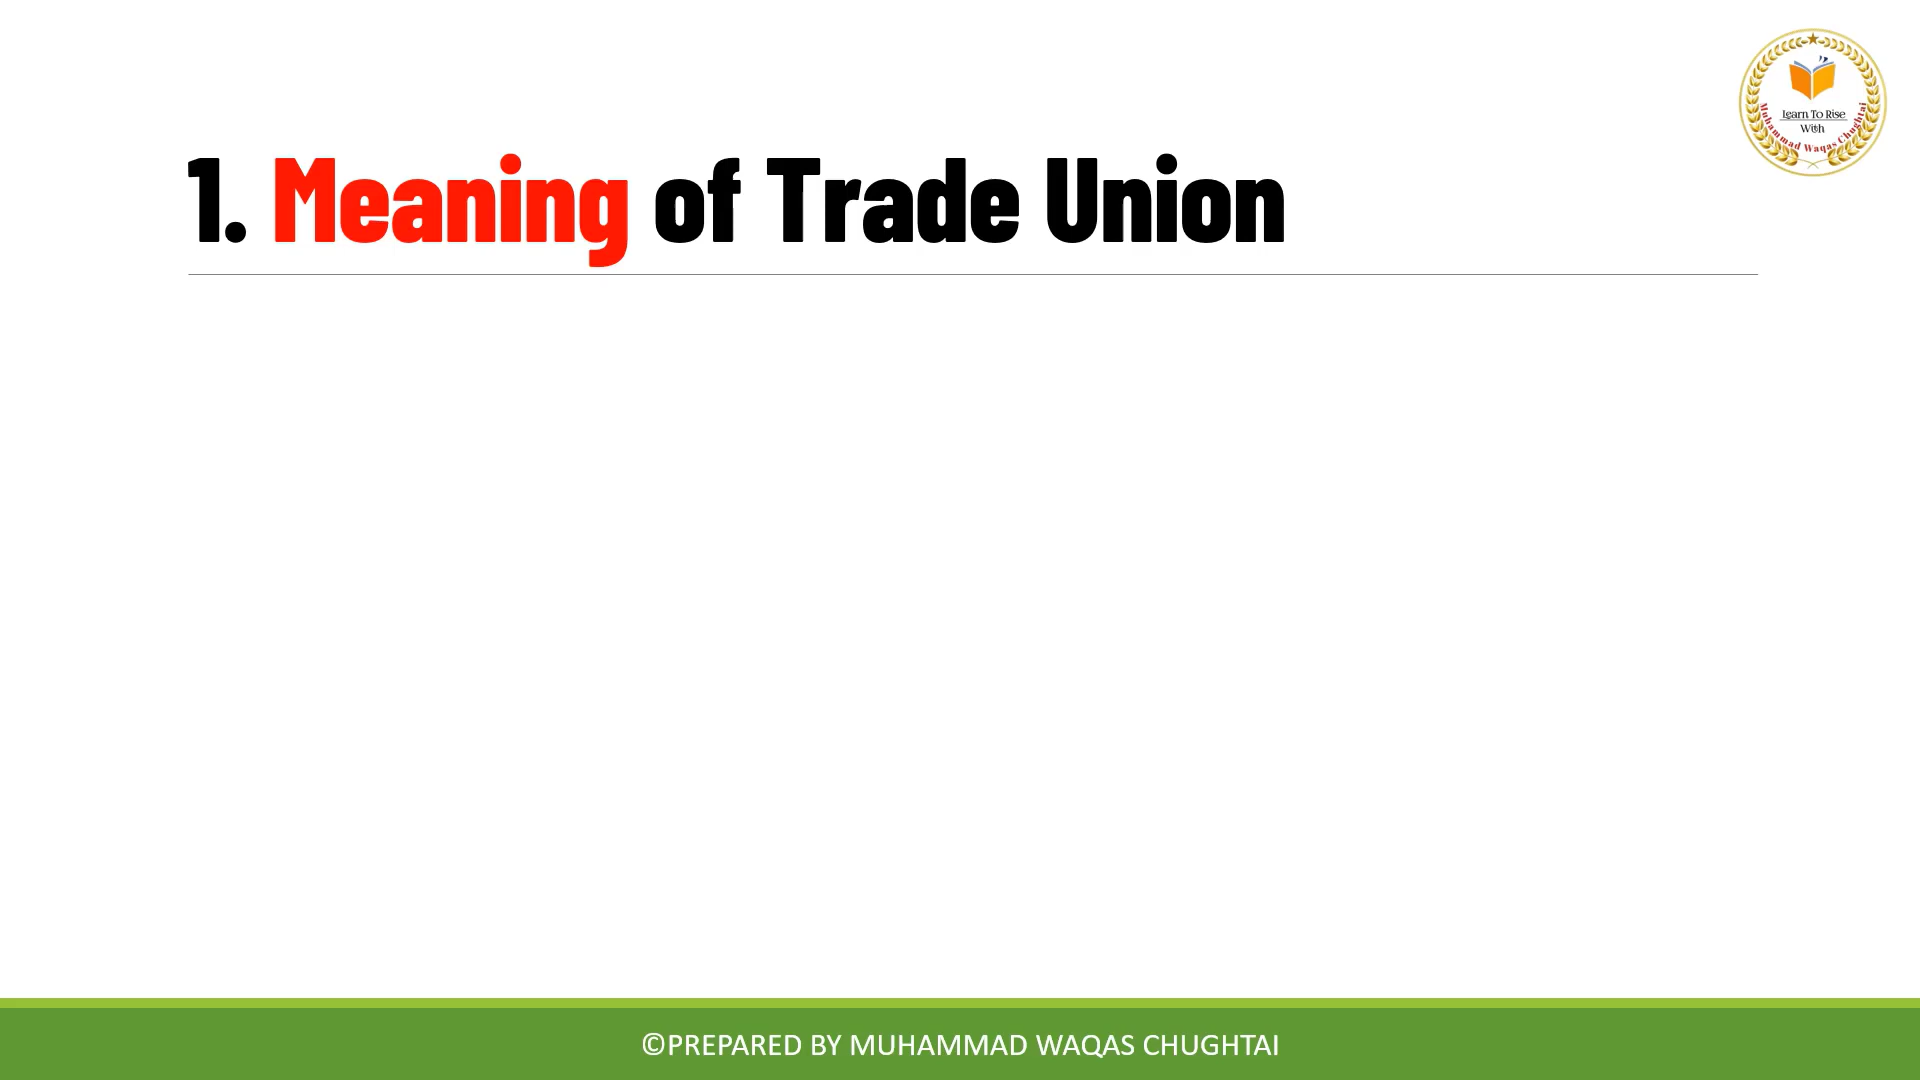 Learn To Rise
With
Muhammad Waqas Chughtai
1. Meaning of Trade Union
©PREPARED BY MUHAMMAD WAQAS CHUGHTAI